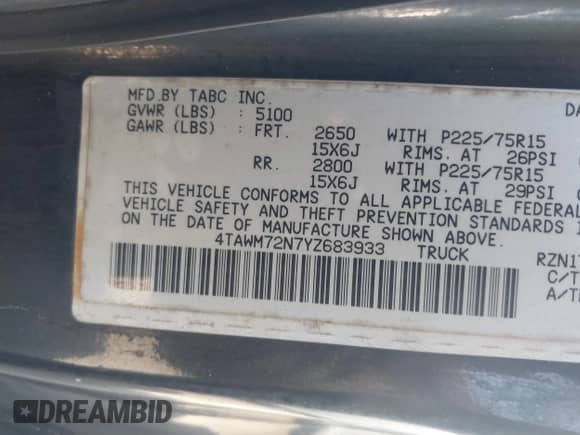 MFD.BY TABC INC.
GVWR (LBS) : 5100
GAWR (LBS) : FRT. 2650 WITH P225/75R15
15X6J RIMS. AT 26PSI
RR. 2800 WITH P225/75R15
15X6J RIMS. AT 29PSI
THIS VEHICLE CONFORMS TO ALL APPLICABLE FEDERAL
VEHICLE SAFETY AND THEFT PREVENTION STANDARDS
ON THE DATE OF MANUFACTURE SHOWN ABOVE.
4TAWM72N7YZ683933 TRUCK
DA
RZN17
C/T
A/T
DREAMBID